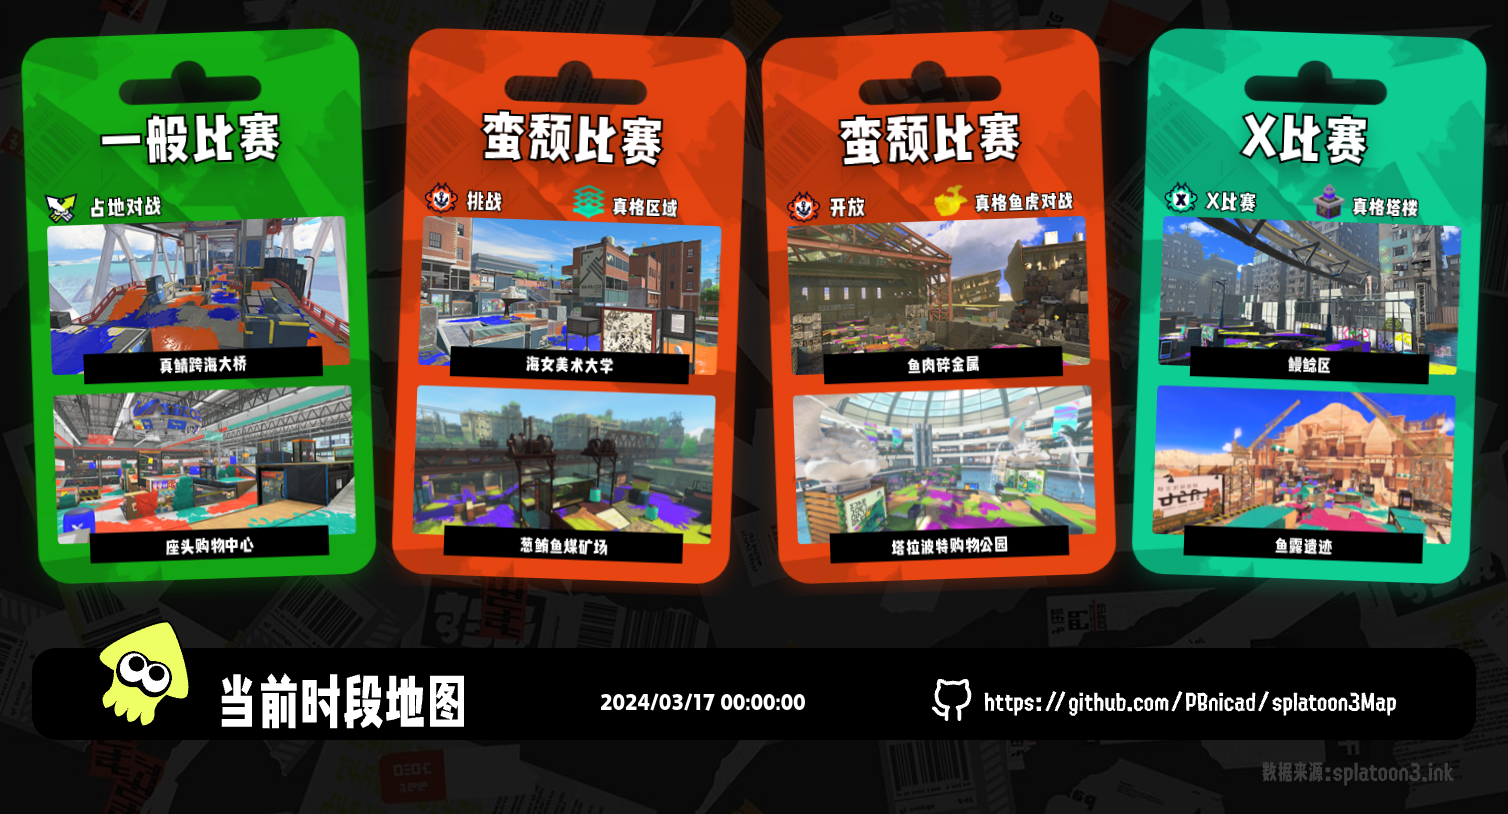 一般比赛
占地对战
真鲭跨海大桥
座头购物中心
蛮颓比赛
挑战
真格区域
海女美术大学
葱鲔鱼煤矿场
蛮颓比赛
开放
真格鱼虎对战
鱼肉碎金属
塔拉波特购物公园
X比赛
X比赛
真格塔楼
鳗鲶区
鱼露遗迹
当前时段地图
2024/03/17 00:00:00
https://github.com/PBnicad/splatoon3Map
数据来源:splatoon3.ink